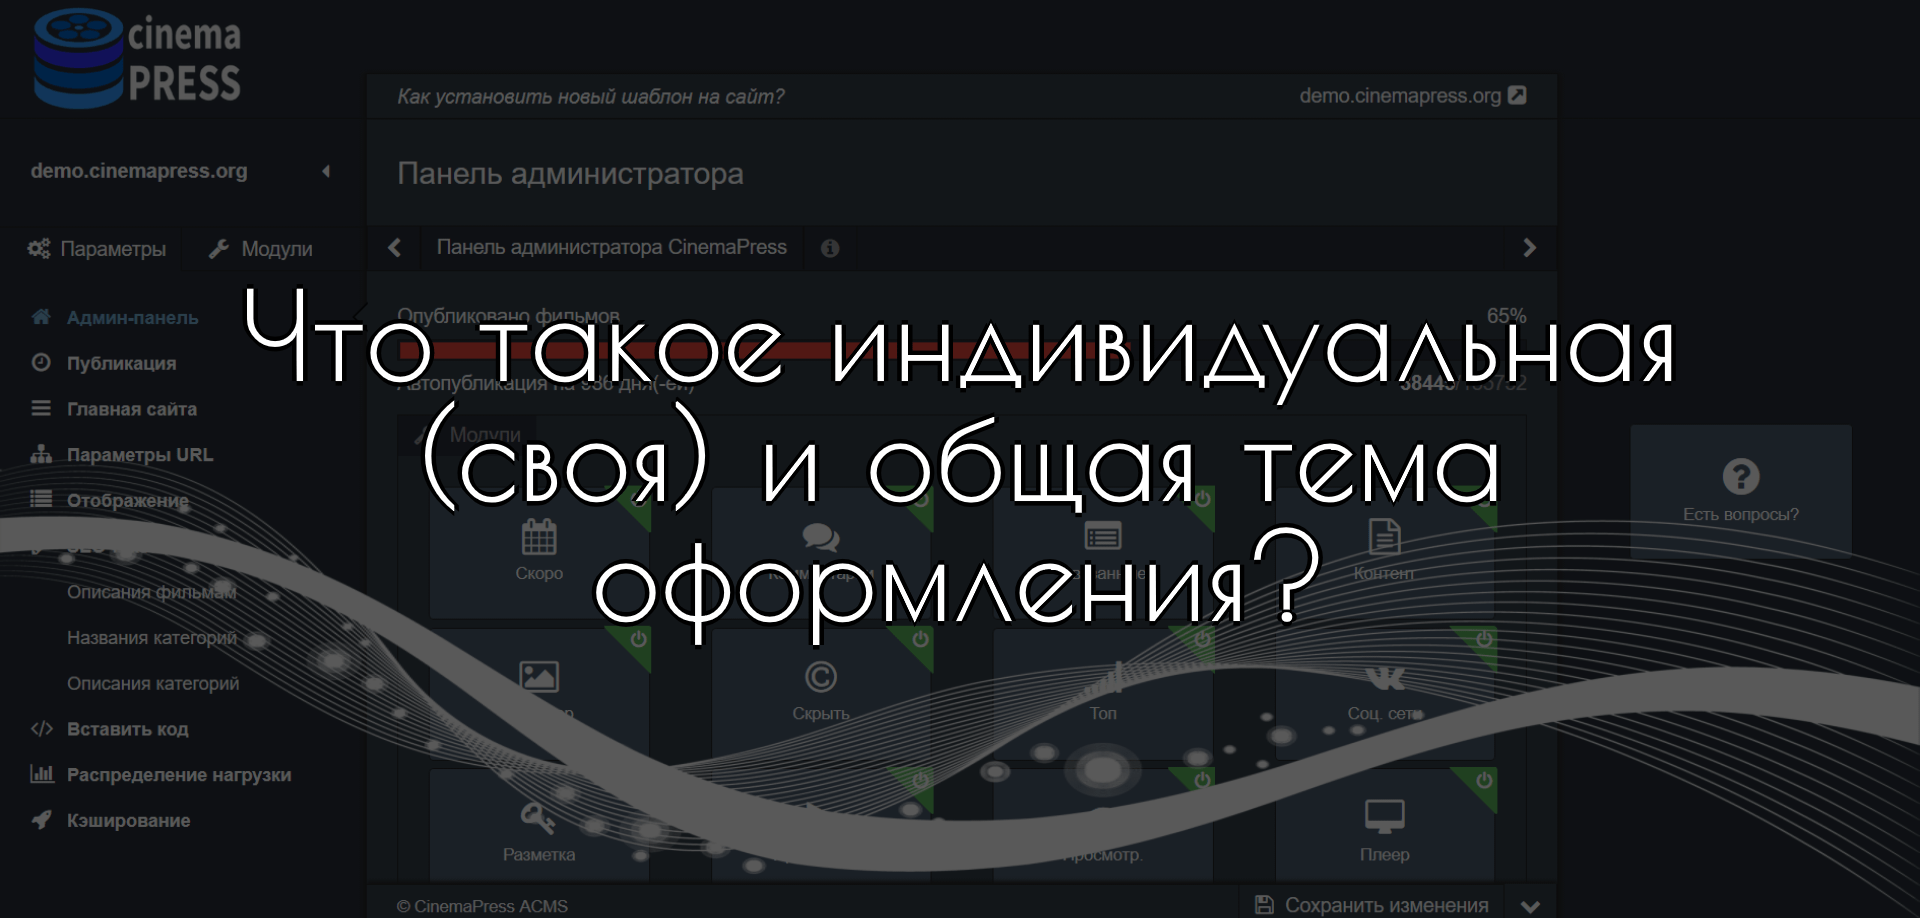 cinema
PRESS
Как установить новый шаблон на сайт?
demo.cinemapress.org
demo.cinemapress.org
Панель администратора
Параметры
Модули
Панель администратора CinemaPress
Что такое индивидуальная
(своя) и общая тема
оформления?
Опубликовано фильмов
65%
Автопубликация на 986 дня(-ей)
Модули
Админ-панель
Публикация
Главная сайта
Параметры URL
Отображение
Описания фильмам
Названия категорий
Описания категорий
Вставить код
Распределение нагрузки
Кэширование
Есть вопросы?
Скоро
Комментарии
Контент
Скрыть
Топ
Соц. сети
Разметка
Просмотр.
Плеер
© CinemaPress ACMS
Сохранить изменения